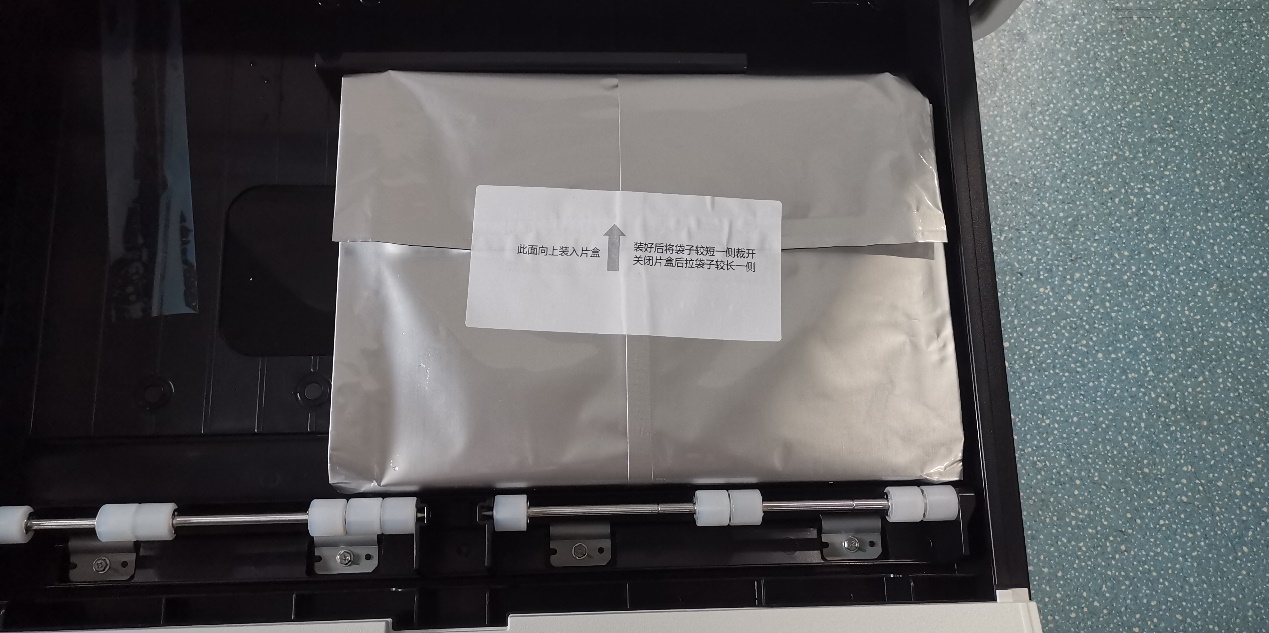 此面向上装入片盒
装好后将袋子较短一侧裁开
关闭片盒后拉袋子较长一侧